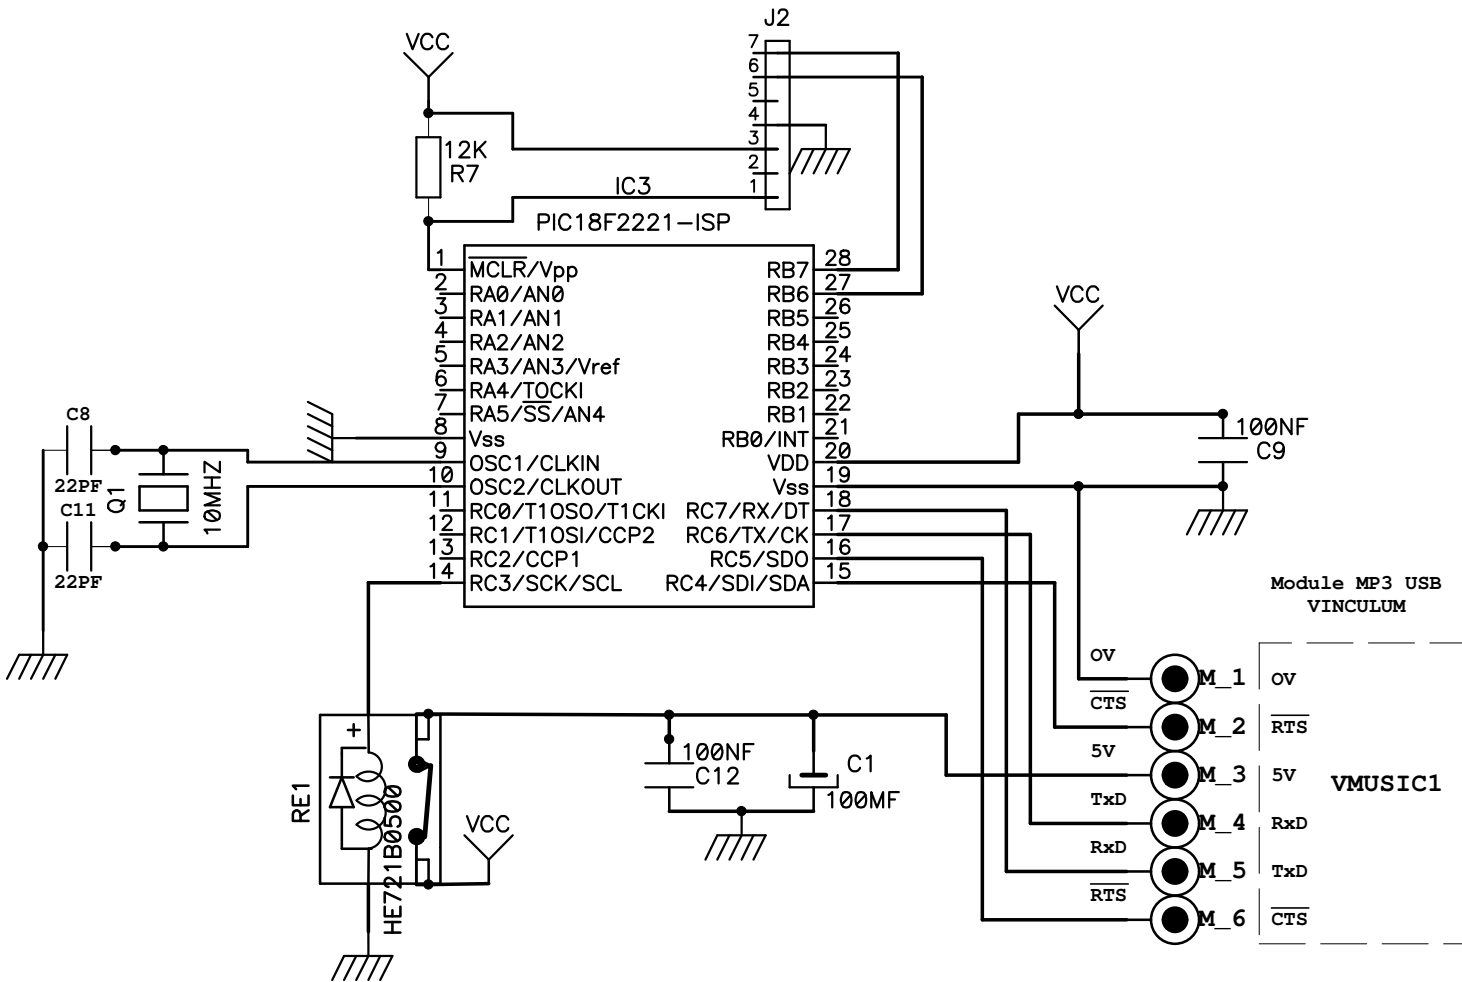 J2
VCC
7
6
5
4
3
2
1
12K
R7
IC3
PIC18F2221-ISP
1 MCLR/Vpp
2 RA0/AN0
3 RA1/AN1
4 RA2/AN2
5 RA3/AN3/Vref
6 RA4/TOCKI
7 RA5/SS/AN4
8 Vss
9 OSC1/CLKIN
10 OSC2/CLKOUT
11 RC0/T1OSO/T1CKI
12 RC1/T1OSI/CCP2
13 RC2/CCP1
14 RC3/SCK/SCL
RB7 28
RB6 27
RB5 26
RB4 25
RB3 24
RB2 23
RB1 22
RB0/INT 21
VDD 20
Vss 19
RC7/RX/DT 18
RC6/TX/CK 17
RC5/SDO 16
RC4/SDI/SDA 15
VCC
100NF
C9
C8
22PF
C11
22PF
Q1
10MHZ
Module MP3 USB
VINCULUM
0V M_1 0V
CTS M_2 RTS
5V M_3 5V
TxD M_4 RxD
RxD M_5 TxD
RTS M_6 CTS
VMUSIC1
RE1
+
HE721B0500
VCC
100NF
C12
C1
100MF